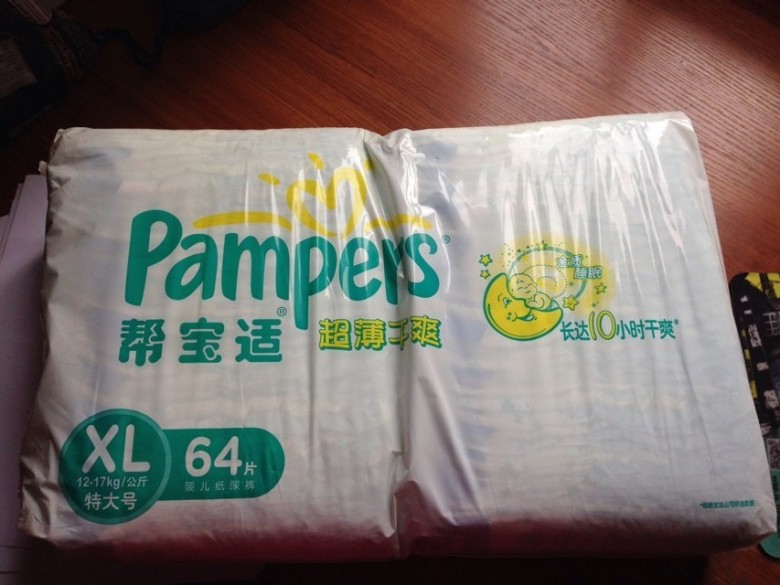 Pampers®
帮宝适®
超薄干爽
金质
睡眠
长达10小时干爽*
XL
12-17kg/公斤
特大号
64片
婴儿纸尿裤